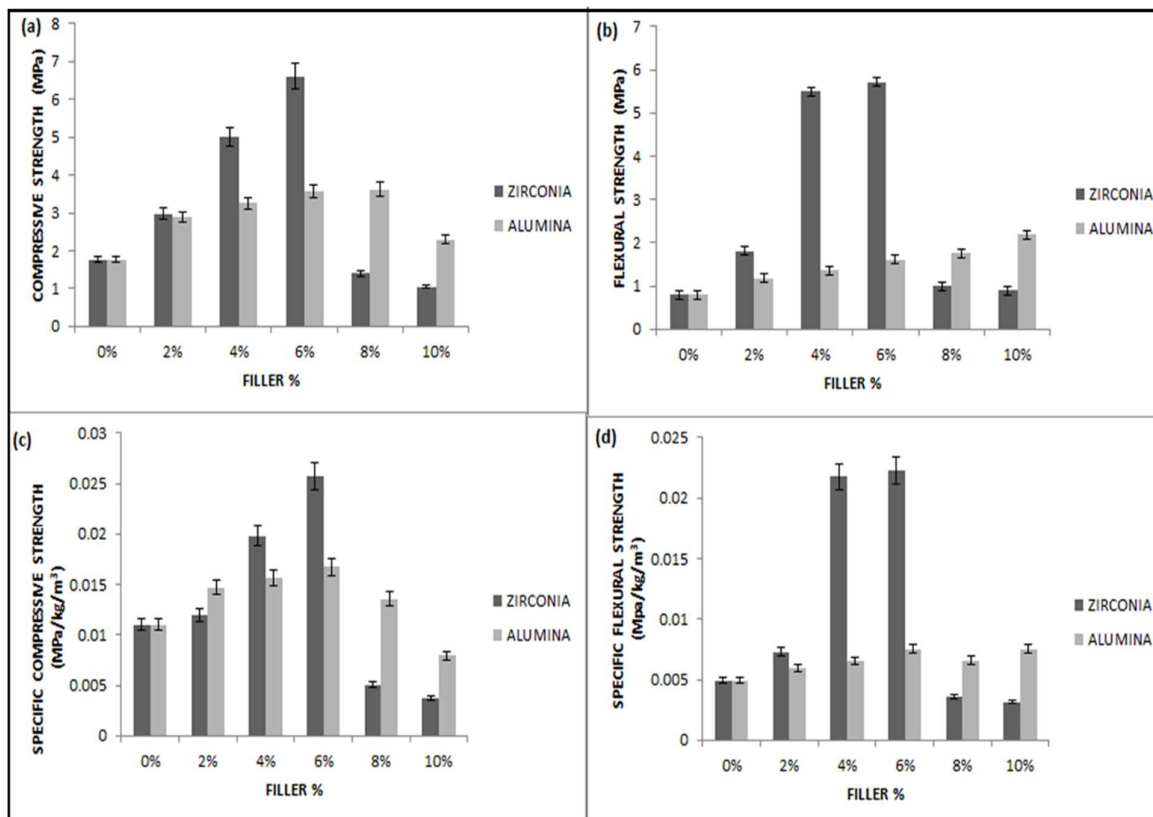 (a)
COMPRESSIVE STRENGTH (MPa)
8
7
6
5
4
3
2
1
0
0% 2% 4% 6% 8% 10%
FILLER %
ZIRCONIA
ALUMINA
(b)
FLEXURAL STRENGTH (MPa)
7
6
5
4
3
2
1
0
0% 2% 4% 6% 8% 10%
FILLER %
ZIRCONIA
ALUMINA
(c)
SPECIFIC COMPRESSIVE STRENGTH
(MPa/kg/m³)
0.03
0.025
0.02
0.015
0.01
0.005
0
0% 2% 4% 6% 8% 10%
FILLER %
ZIRCONIA
ALUMINA
(d)
SPECIFIC FLEXURAL STRENGTH
(Mpa/kg/m³)
0.025
0.02
0.015
0.01
0.005
0
0% 2% 4% 6% 8% 10%
FILLER %
ZIRCONIA
ALUMINA